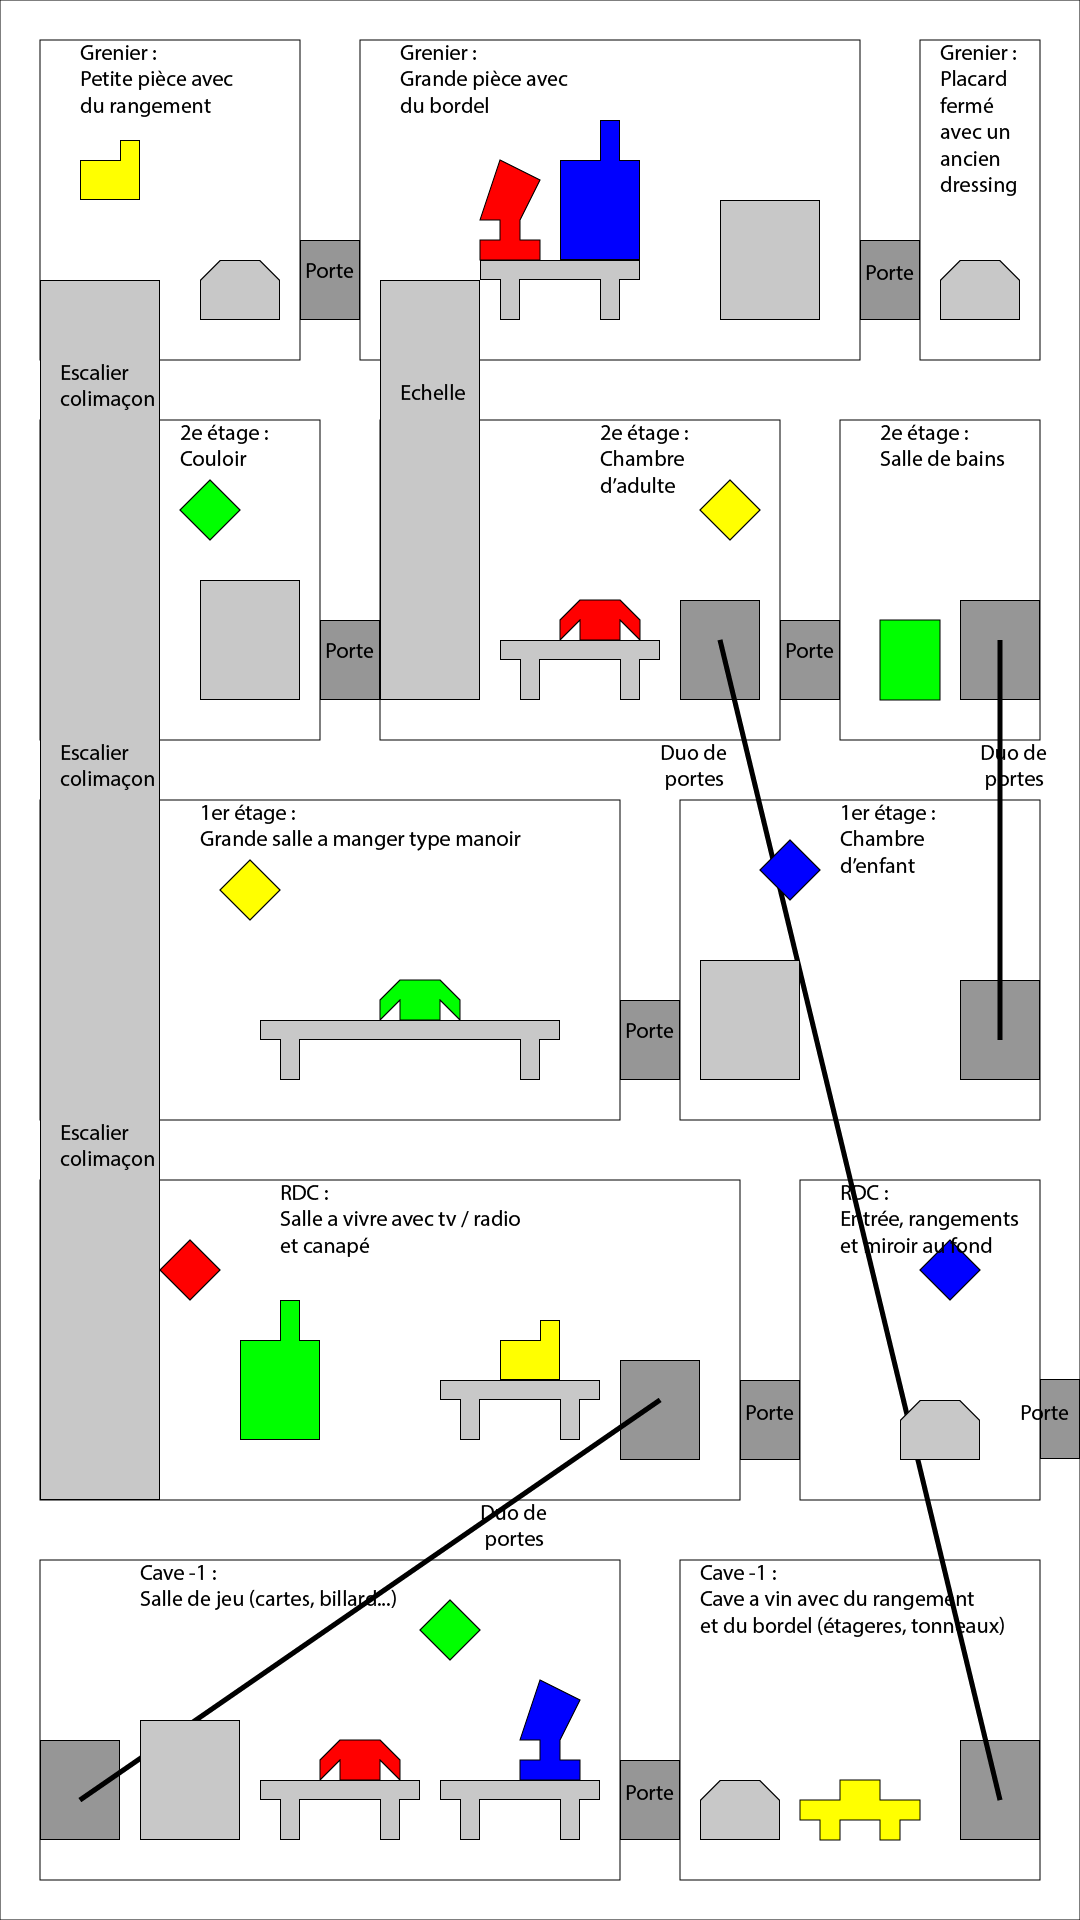 Grenier :
Petite pièce avec
du rangement
Grenier :
Grande pièce avec
du bordel
Grenier :
Placard
fermé
avec un
ancien
dressing
Porte
Porte
Escalier
colimaçon
Echelle
2e étage :
Couloir
2e étage :
Chambre
d’adulte
2e étage :
Salle de bains
Porte
Porte
Escalier
colimaçon
Duo de
portes
Duo de
portes
1er étage :
Grande salle a manger type manoir
1er étage :
Chambre
d’enfant
Porte
Escalier
colimaçon
RDC :
Salle a vivre avec tv / radio
et canapé
RDC :
Entrée, rangements
et miroir au fond
Porte
Porte
Duo de
portes
Cave -1 :
Salle de jeu (cartes, billard...)
Cave -1 :
Cave a vin avec du rangement
et du bordel (étageres, tonneaux)
Porte